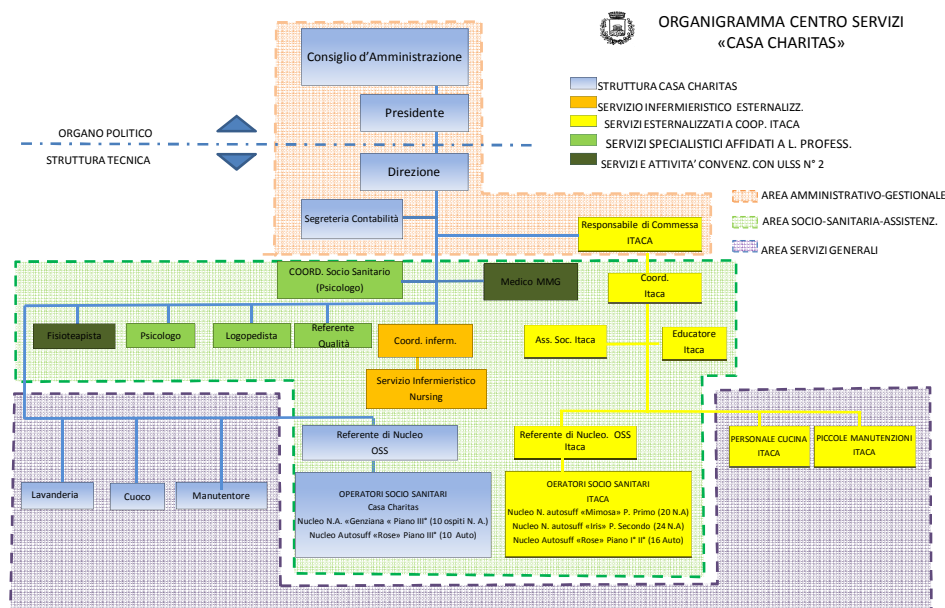 ORGANIGRAMMA CENTRO SERVIZI
«CASA CHARITAS»
Consiglio d'Amministrazione
STRUTTURA CASA CHARITAS
SERVIZIO INFERMIERISTICO ESTERNALIZZ.
SERVIZI ESTERNALIZZATI A COOP. ITACA
SERVIZI SPECIALISTICI AFFIDATI A L. PROFESS.
SERVIZI E ATTIVITA' CONVENZ. CON ULSS N° 2
Presidente
ORGANO POLITICO
STRUTTURA TECNICA
Direzione
AREA AMMINISTRATIVO-GESTIONALE
AREA SOCIO-SANITARIA-ASSISTENZ.
AREA SERVIZI GENERALI
Segreteria Contabilità
Responsabile di Commessa
ITACA
COORD. Socio Sanitario
(Psicologo)
Medico MMG
Coord.
Itaca
Fisioteapista
Psicologo
Logopedista
Referente
Qualità
Coord. inferm.
Ass. Soc. Itaca
Educatore
Itaca
Servizio Infermieristico
Nursing
Referente di Nucleo
OSS
Referente di Nucleo. OSS
Itaca
PERSONALE CUCINA
ITACA
PICCOLE MANUTENZIONI
ITACA
Lavanderia
Cuoco
Manutentore
OPERATORI SOCIO SANITARI
Casa Charitas
Nucleo N.A. «Genziana « Piano III° (10 ospiti N. A.)
Nucleo Autosuff «Rose» Piano III° (10 Auto)
OERATORI SOCIO SANITARI
ITACA
Nucleo N. autosuff «Mimosa» P. Primo (20 N.A)
Nucleo N. autosuff «Iris» P. Secondo (24 N.A)
Nucleo Autosuff «Rose» Piano I° II° (16 Auto)